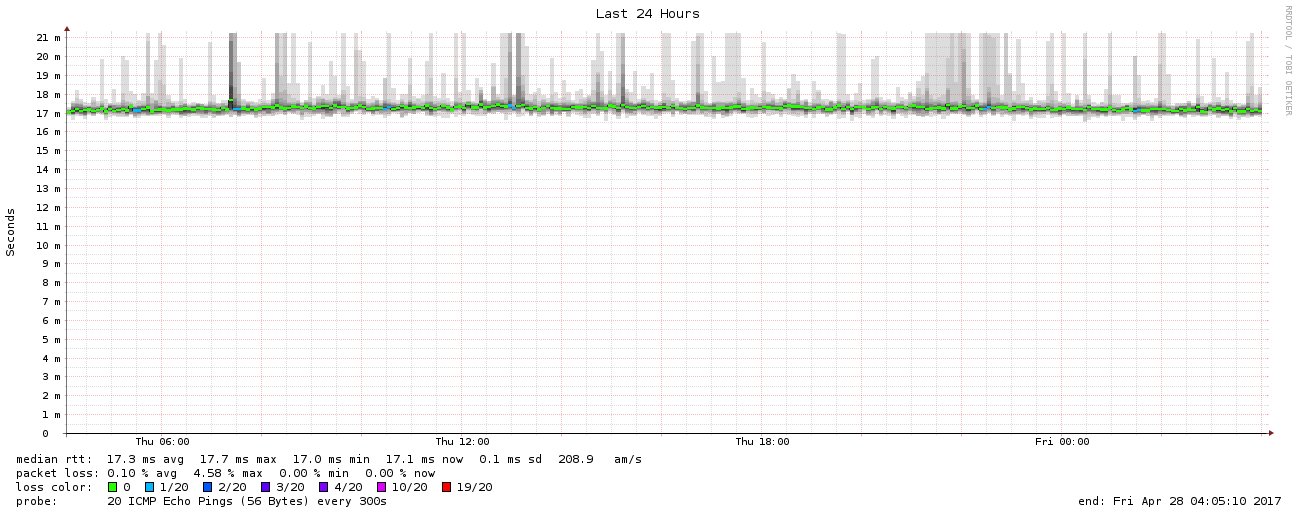 Last 24 Hours
RRDTOOL / TOBI OETIKER
Seconds
21 m
20 m
19 m
18 m
17 m
16 m
15 m
14 m
13 m
12 m
11 m
10 m
9 m
8 m
7 m
6 m
5 m
4 m
3 m
2 m
1 m
0
Thu 06:00 Thu 12:00 Thu 18:00 Fri 00:00
median rtt: 17.3 ms avg 17.7 ms max 17.0 ms min 17.1 ms now 0.1 ms sd 208.9 am/s
packet loss: 0.10 % avg 4.58 % max 0.00 % min 0.00 % now
loss color: 0 1/20 2/20 3/20 4/20 10/20 19/20
probe: 20 ICMP Echo Pings (56 Bytes) every 300s end: Fri Apr 28 04:05:10 2017